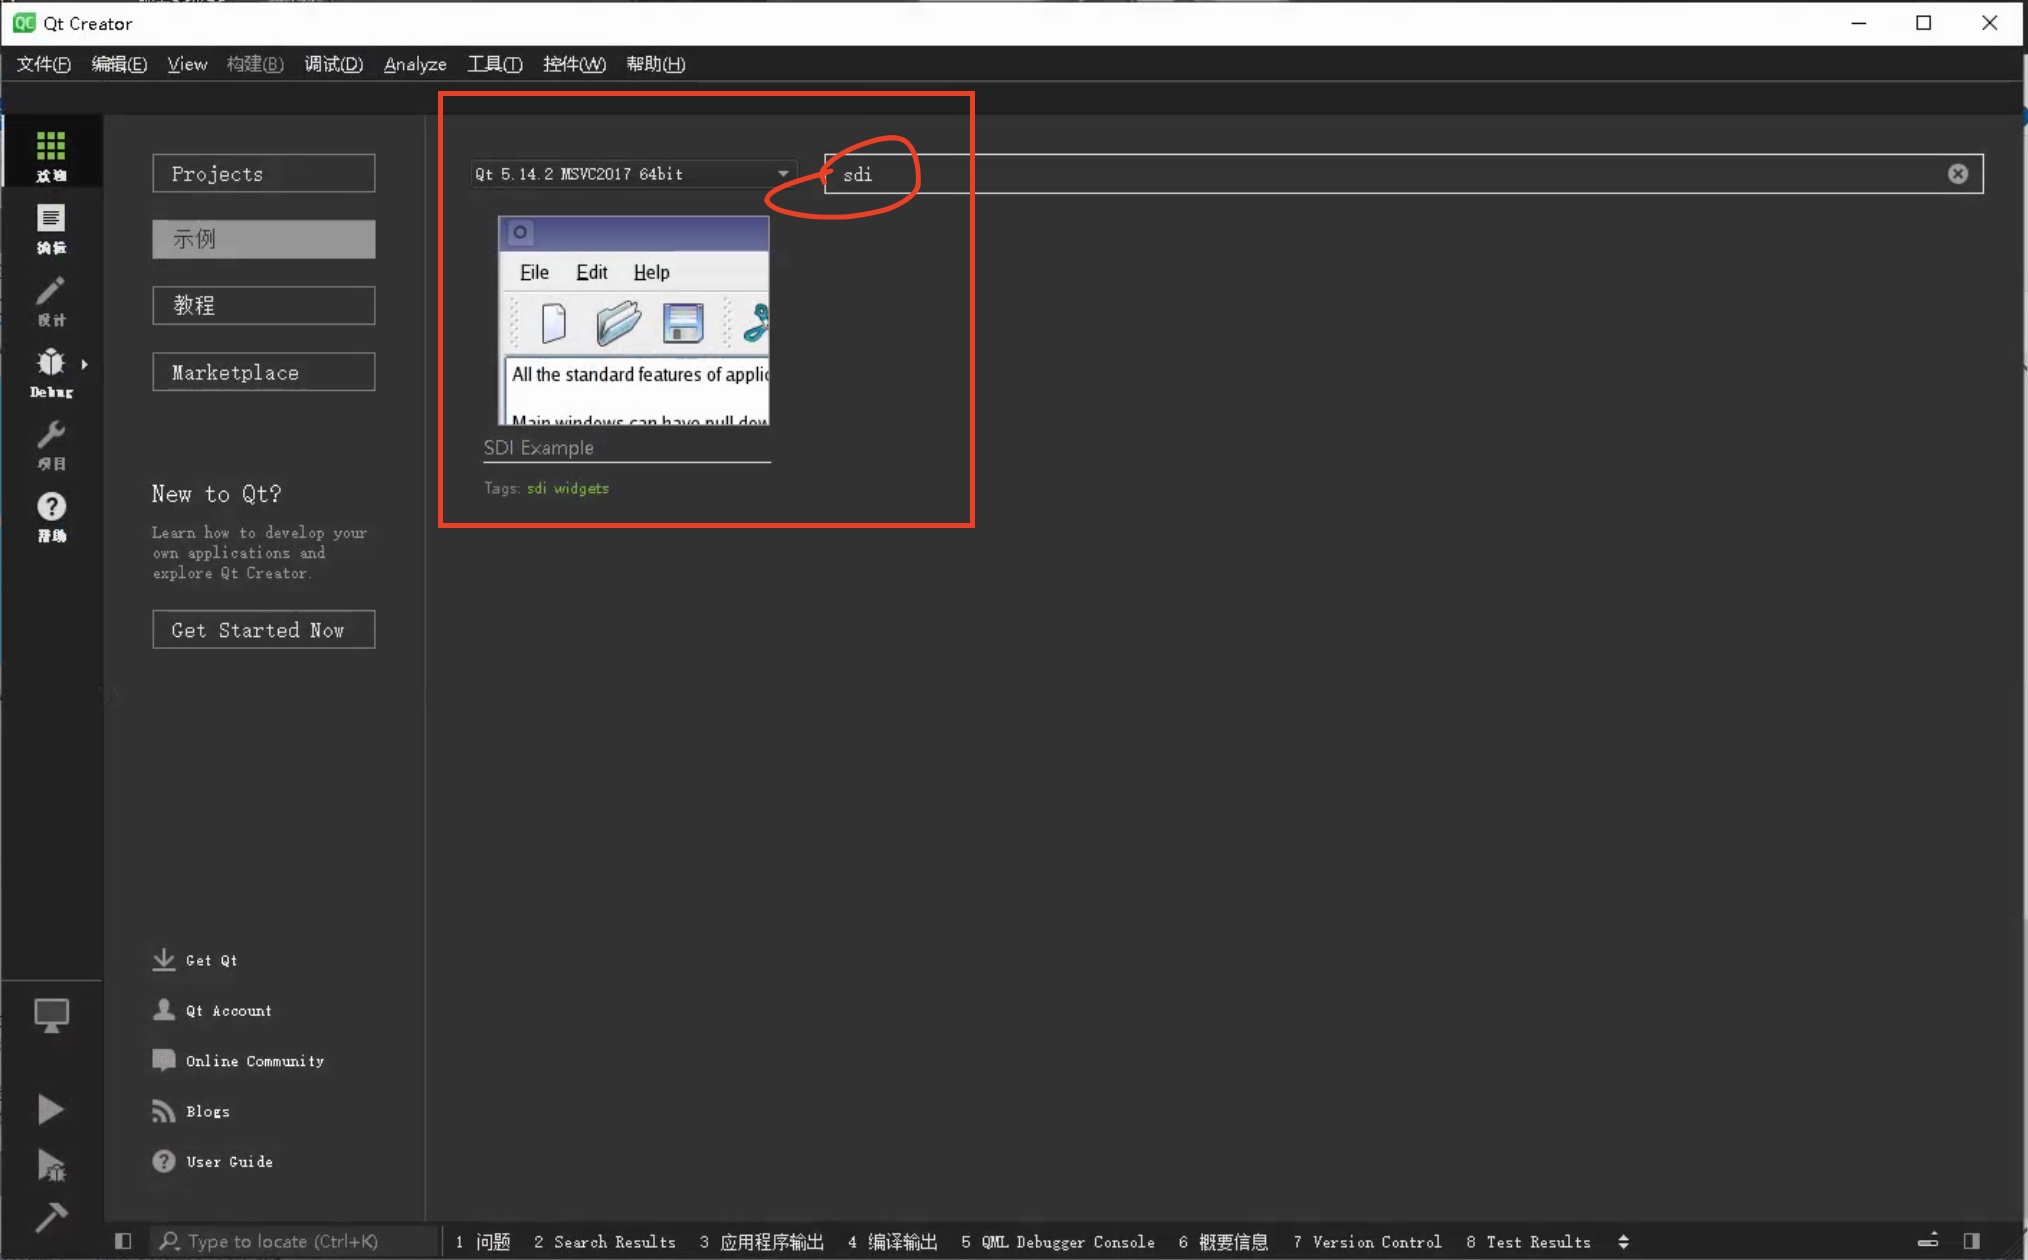 Qt Creator
文件(F) 编辑(E) View 构建(B) 调试(D) Analyze 工具(T) 控件(W) 帮助(H)
欢迎
编辑
设计
Debug
项目
帮助
Projects
示例
教程
Marketplace
New to Qt?
Learn how to develop your
own applications and
explore Qt Creator.
Get Started Now
Get Qt
Qt Account
Online Community
Blogs
User Guide
Qt 5.14.2 MSVC2017 64bit
sdi
File Edit Help
All the standard features of applic
Main windows can have pull dow
SDI Example
Tags: sdi widgets
Type to locate (Ctrl+K)
1 问题 2 Search Results 3 应用程序输出 4 编译输出 5 QML Debugger Console 6 概要信息 7 Version Control 8 Test Results